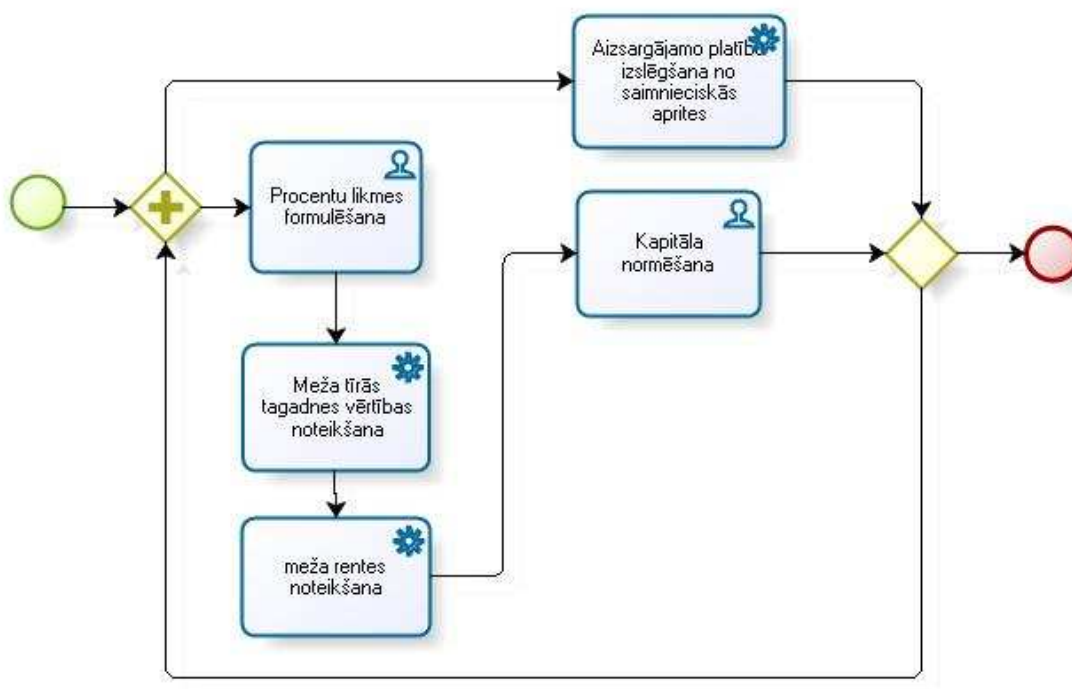 Aizsargājamo platību
izslēgšana no
saimnieciskās
aprites
Procentu likmes
formulēšana
Kapitāla
normēšana
Meža tīrās
tagadnes vērtības
noteikšana
meža rentes
noteikšana